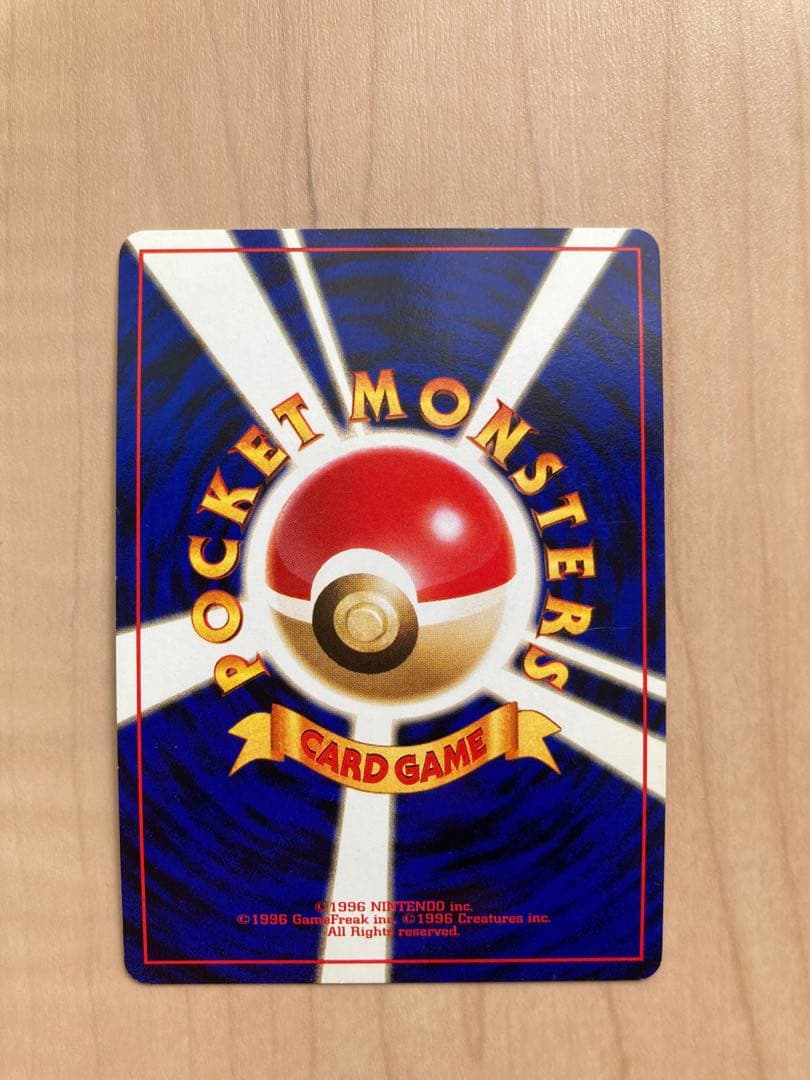 POCKET MONSTERS
CARD GAME
©1996 NINTENDO inc.
©1996 GameFreak inc. ©1996 Creatures inc.
All Rights reserved.